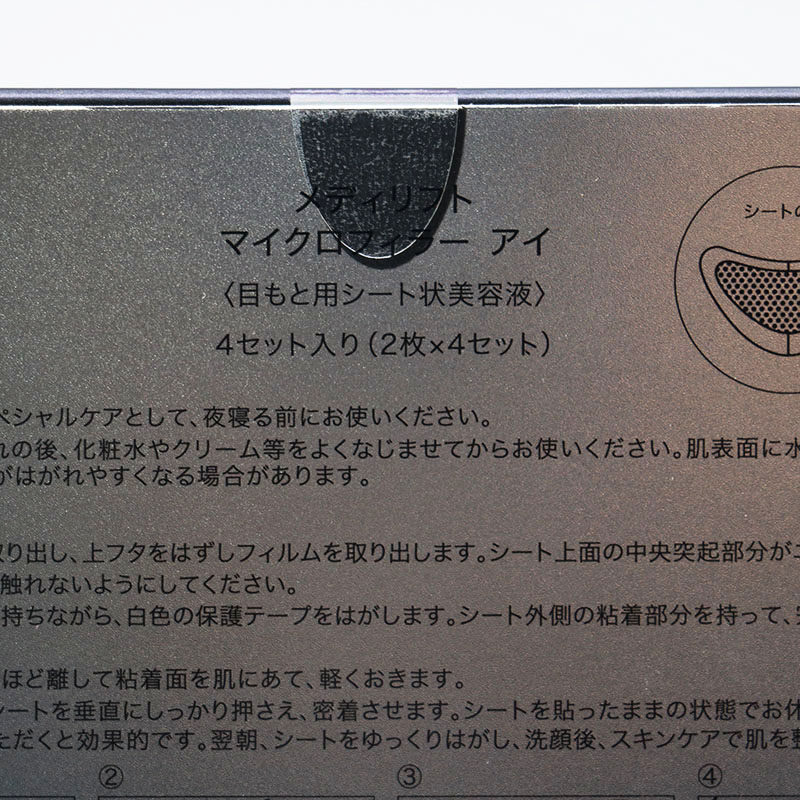 メディリフト
マイクロフィラー アイ
シートの
〈目もと用シート状美容液〉
4セット入り(2枚×4セット)
ペシャルケアとして、夜寝る前にお使いください。
れの後、化粧水やクリーム等をよくなじませてからお使いください。肌表面に水
がはがれやすくなる場合があります。
取り出し、上フタをはずしフィルムを取り出します。シート上面の中央突起部分が
触れないようにしてください。
持ちながら、白色の保護テープをはがします。シート外側の粘着部分を持って、
ほど離して粘着面を肌にあて、軽くおきます。
シートを垂直にしっかり押さえ、密着させます。シートを貼ったままの状態でお休
ただくと効果的です。翌朝、シートをゆっくりはがし、洗顔後、スキンケアで肌を整
② ③ ④